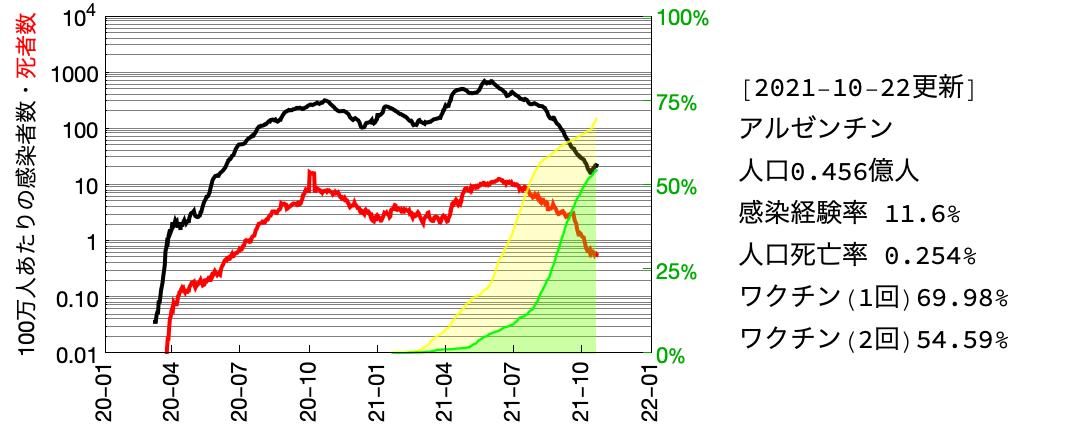 100万人あたりの感染者数・死者数
10⁴
1000
100
10
1
0.10
0.01
100%
75%
50%
25%
0%
20-01
20-04
20-07
20-10
21-01
21-04
21-07
21-10
22-01
[2021-10-22更新]
アルゼンチン
人口0.456億人
感染経験率 11.6%
人口死亡率 0.254%
ワクチン(1回)69.98%
ワクチン(2回)54.59%